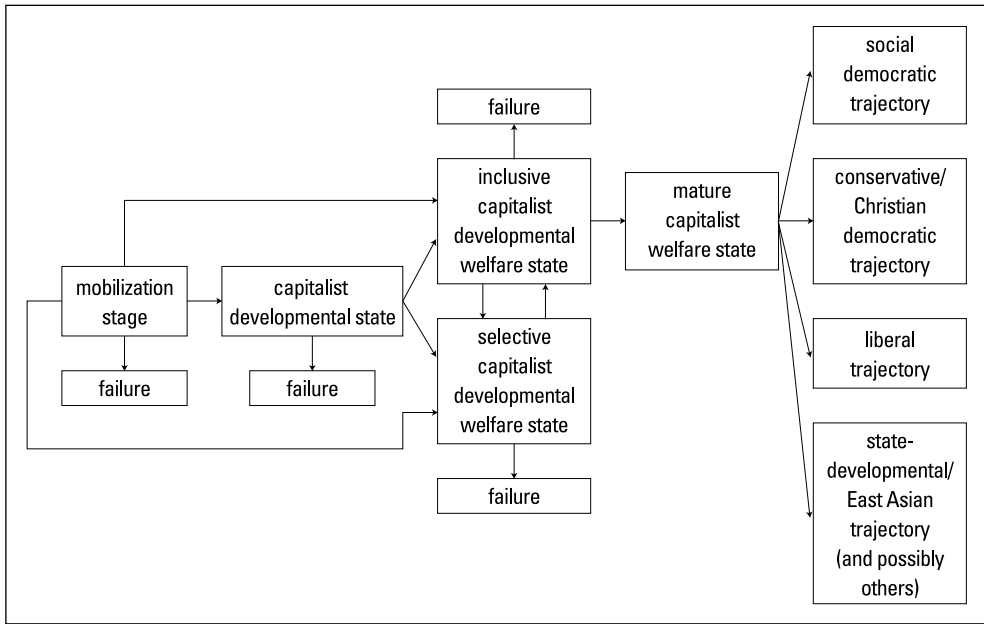 mobilization
stage
failure
capitalist
developmental state
failure
failure
inclusive
capitalist
developmental
welfare state
selective
capitalist
developmental
welfare state
failure
mature
capitalist
welfare state
social
democratic
trajectory
conservative/
Christian
democratic
trajectory
liberal
trajectory
state-
developmental/
East Asian
trajectory
(and possibly
others)